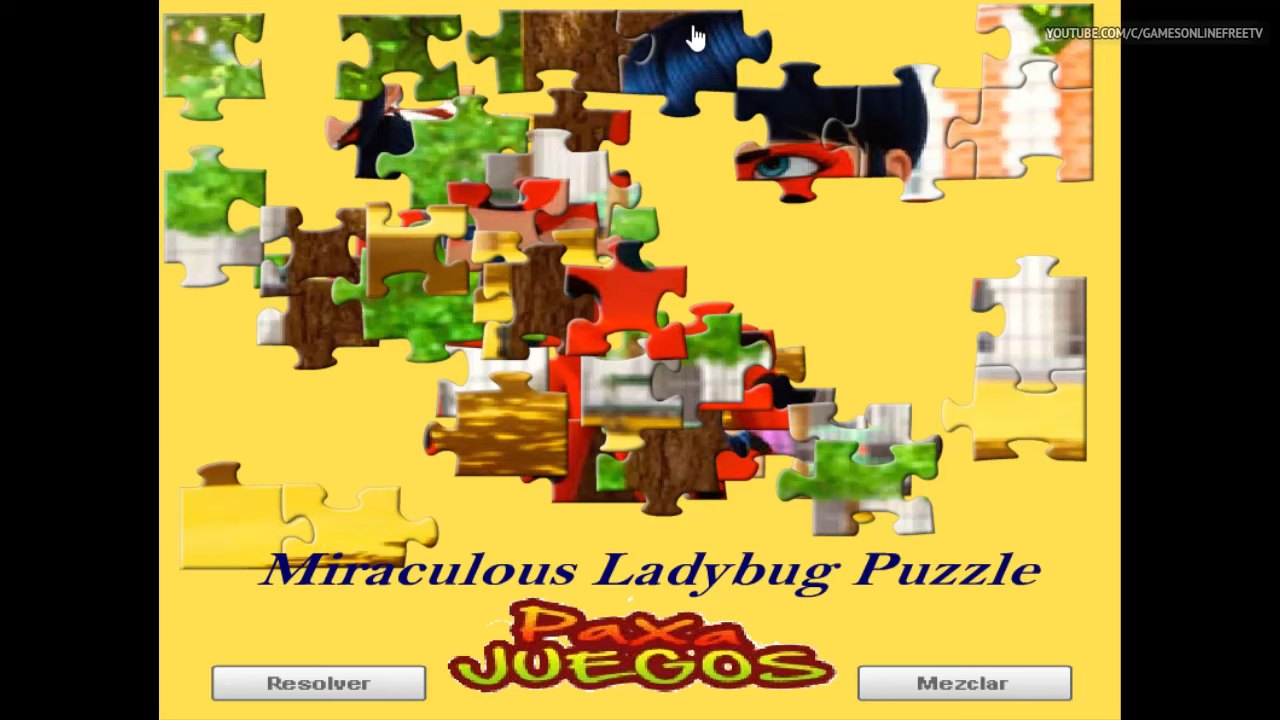 YOUTUBE.COM/C/GAMESONLINEFREETV
Miraculous Ladybug Puzzle
Paxa
JUEGOS
Resolver
Mezclar